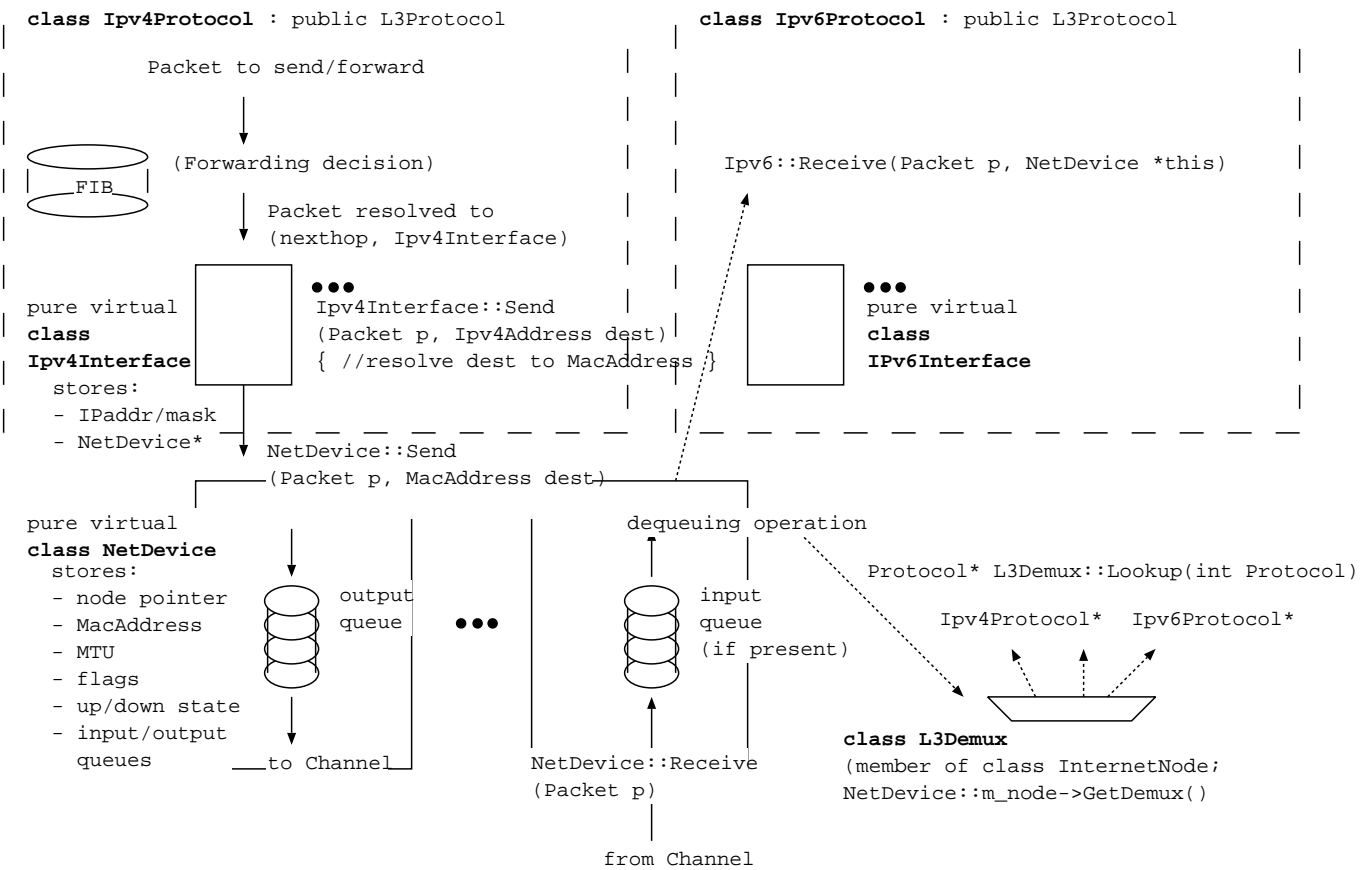 class Ipv4Protocol : public L3Protocol
Packet to send/forward
(Forwarding decision)
FIB
Packet resolved to
(nexthop, Ipv4Interface)
pure virtual
class
Ipv4Interface
stores:
- IPaddr/mask
- NetDevice*
Ipv4Interface::Send
(Packet p, Ipv4Address dest)
{ //resolve dest to MacAddress }
class Ipv6Protocol : public L3Protocol
Ipv6::Receive(Packet p, NetDevice *this)
pure virtual
class
IPv6Interface
NetDevice::Send
(Packet p, MacAddress dest)
pure virtual
class NetDevice
stores:
- node pointer
- MacAddress
- MTU
- flags
- up/down state
- input/output
queues
output
queue
to Channel
dequeuing operation
input
queue
(if present)
NetDevice::Receive
(Packet p)
from Channel
Protocol* L3Demux::Lookup(int Protocol)
Ipv4Protocol* Ipv6Protocol*
class L3Demux
(member of class InternetNode;
NetDevice::m_node->GetDemux()